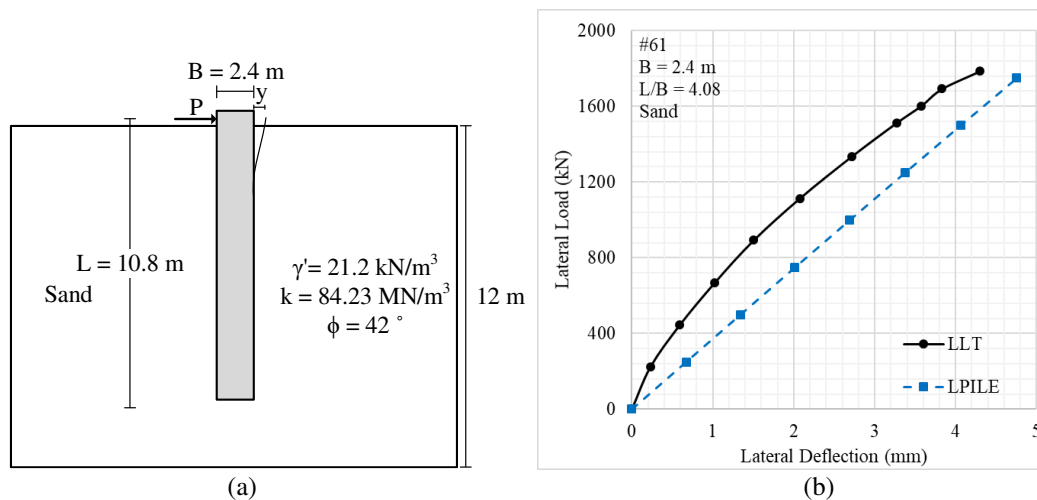 B = 2.4 m
y
P
L = 10.8 m
Sand
γ'= 21.2 kN/m³
k = 84.23 MN/m³
ϕ = 42 °
12 m
(a)
#61
B = 2.4 m
L/B = 4.08
Sand
2000
1600
1200
800
400
0
Lateral Load (kN)
LLT
LPILE
0 1 2 3 4 5
Lateral Deflection (mm)
(b)